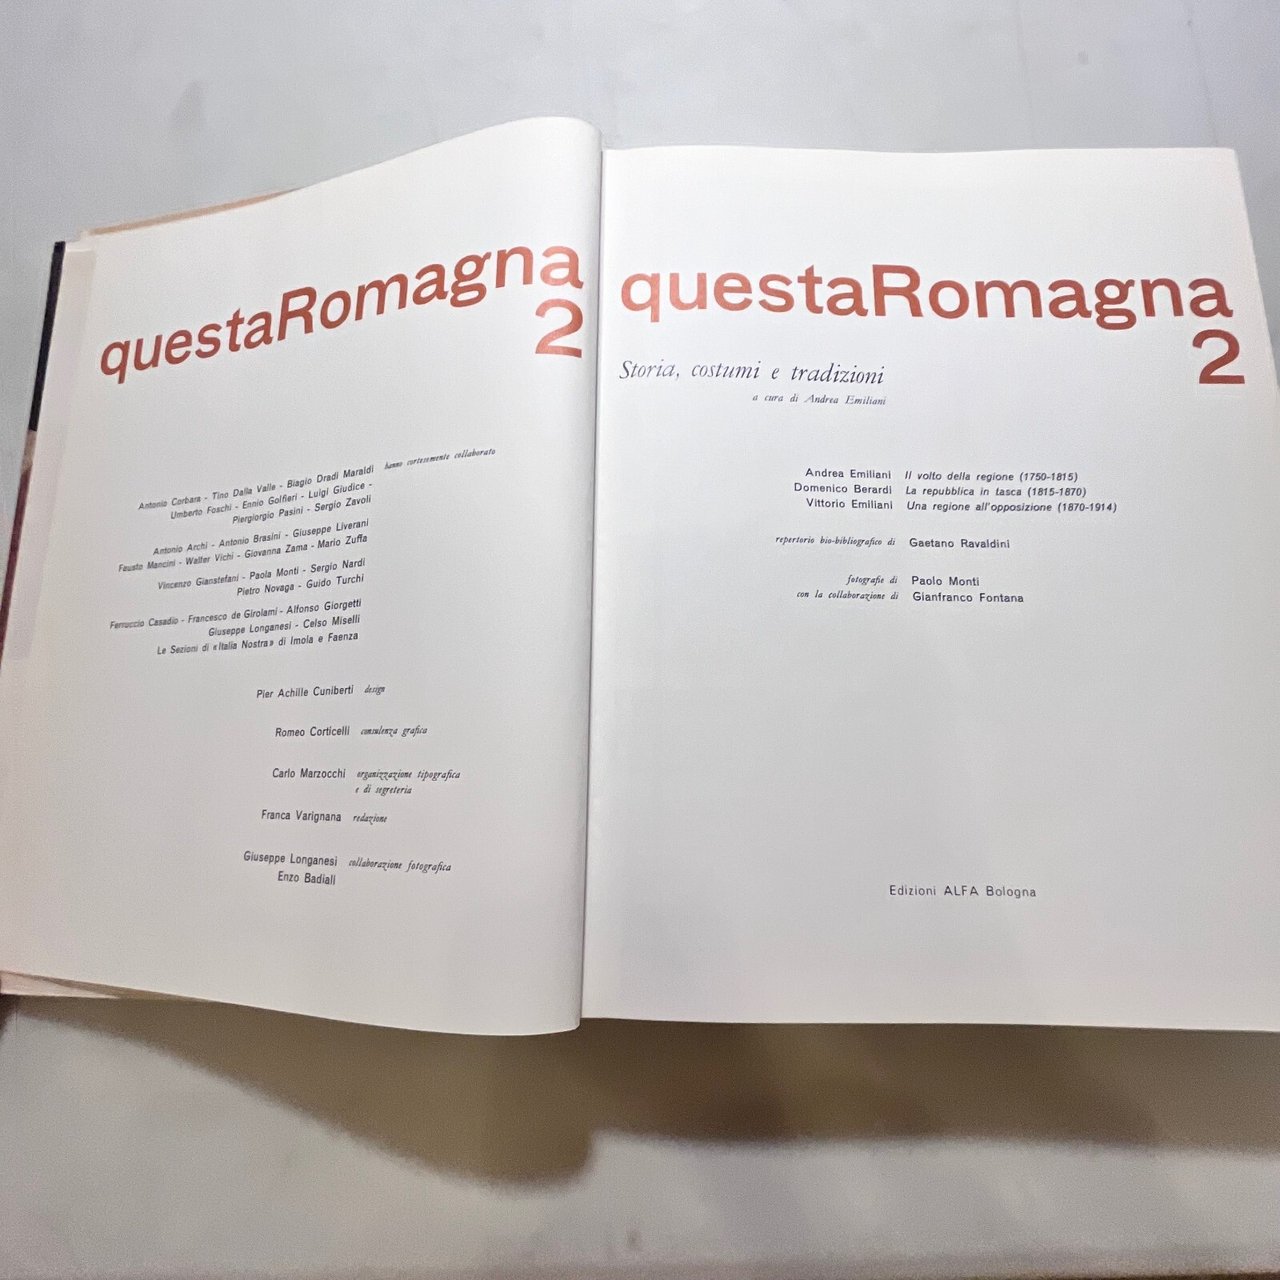 questaRomagna
2
hanno cortesemente collaborato
Antonio Corbara - Tino Dalla Valle - Biagio Dradi Maraldi
Umberto Foschi - Ennio Golfieri - Luigi Giudice -
Piergiorgio Pasini - Sergio Zavoli
Antonio Archi - Antonio Brasini - Giuseppe Liverani
Fausto Mancini - Walter Vichi - Giovanna Zama - Mario Zuffa
Vincenzo Gianstefani - Paola Monti - Sergio Nardi
Pietro Novaga - Guido Turchi
Ferruccio Casadio - Francesco de Girolami - Alfonso Giorgetti
Giuseppe Longanesi - Celso Miselli
Le Sezioni di «Italia Nostra» di Imola e Faenza
Pier Achille Cuniberti design
Romeo Corticelli consulenza grafica
Carlo Marzocchi organizzazione tipografica
e di segreteria
Franca Varignana redazione
Giuseppe Longanesi collaborazione fotografica
Enzo Badiali
questaRomagna
2
Storia, costumi e tradizioni
a cura di Andrea Emiliani
Andrea Emiliani Il volto della regione (1750-1815)
Domenico Berardi La repubblica in tasca (1815-1870)
Vittorio Emiliani Una regione all'opposizione (1870-1914)
repertorio bio-bibliografico di Gaetano Ravaldini
fotografie di Paolo Monti
con la collaborazione di Gianfranco Fontana
Edizioni ALFA Bologna